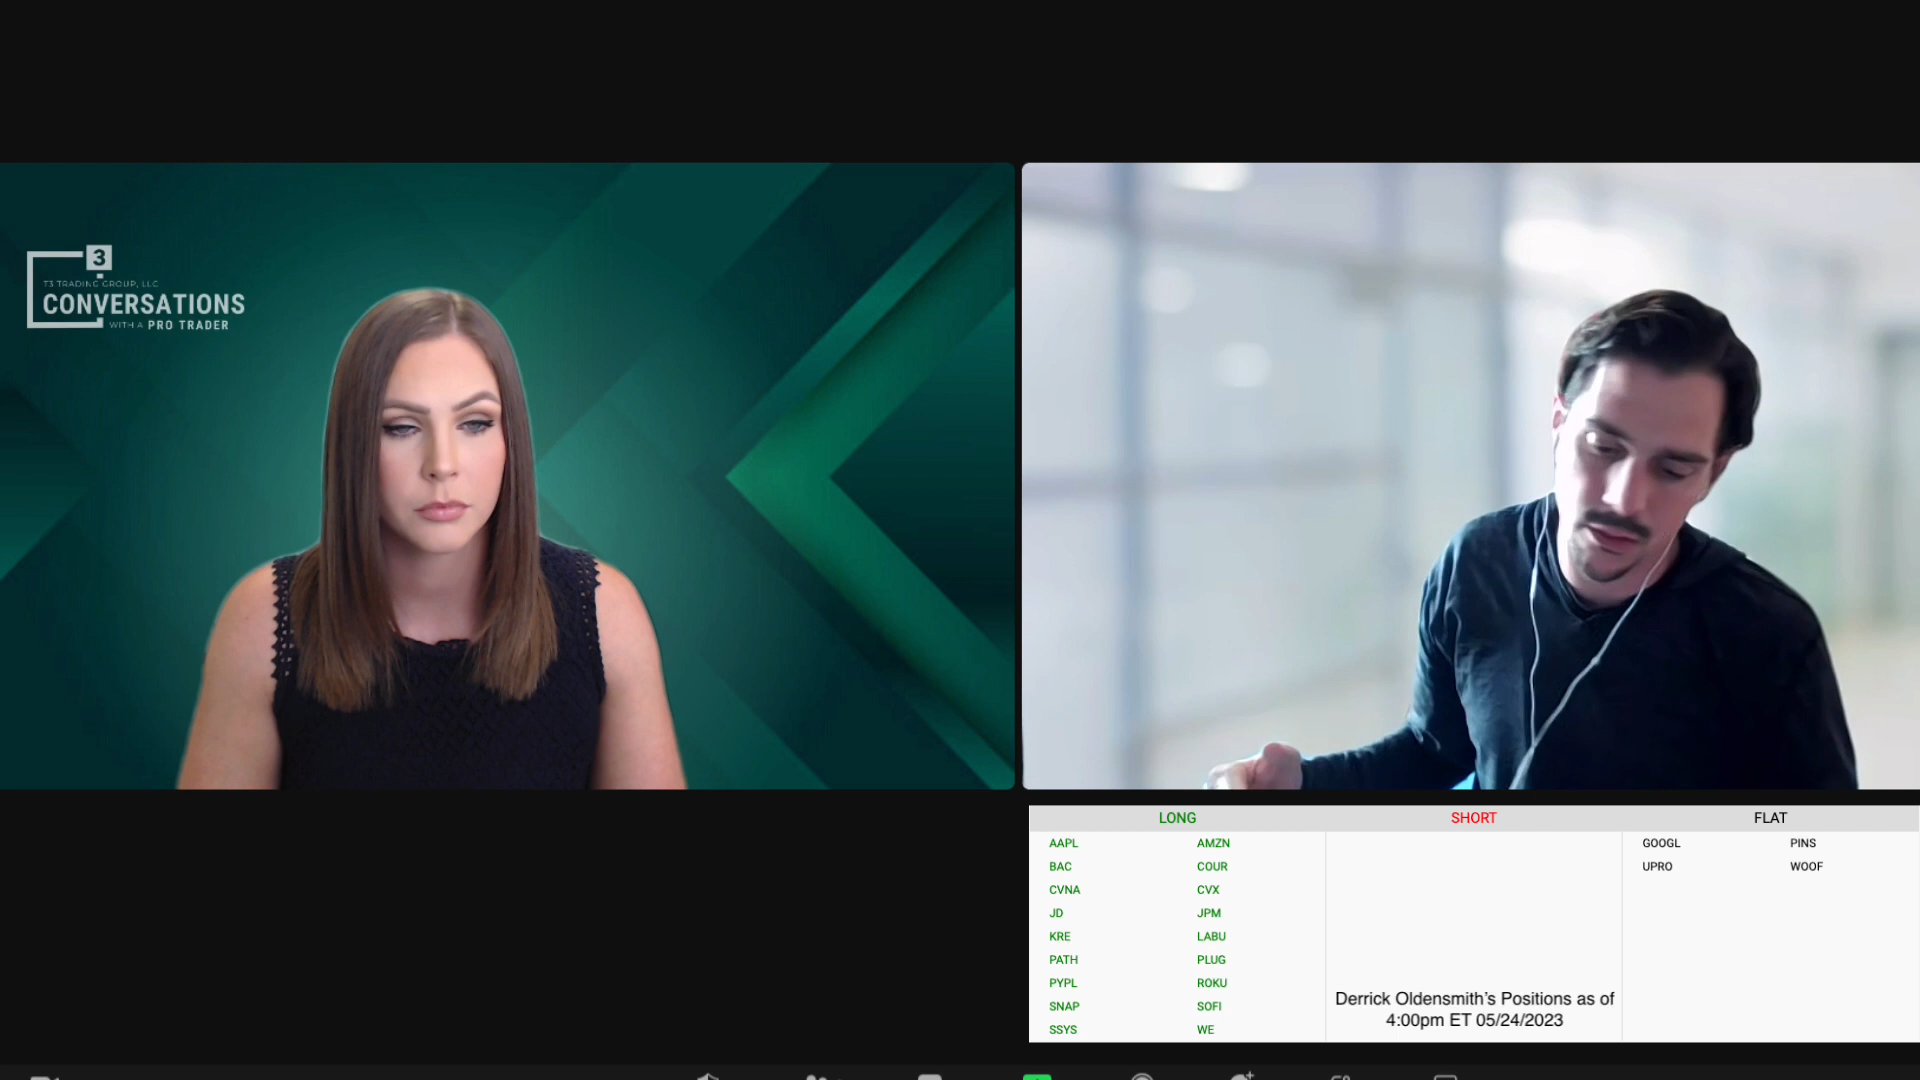 3
T3 TRADING GROUP, LLC
CONVERSATIONS
WITH A PRO TRADER
LONG SHORT FLAT
AAPL AMZN GOOGL PINS
BAC COUR UPRO WOOF
CVNA CVX
JD JPM
KRE LABU
PATH PLUG
PYPL ROKU
SNAP SOFI
SSYS WE
Derrick Oldensmith's Positions as of
4:00pm ET 05/24/2023